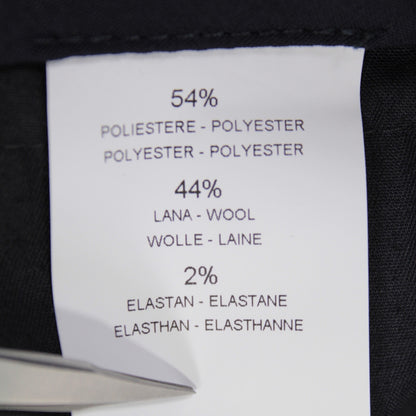 54%
POLIESTERE - POLYESTER
POLYESTER - POLYESTER
44%
LANA - WOOL
WOLLE - LAINE
2%
ELASTAN - ELASTANE
ELASTHAN - ELASTHANNE